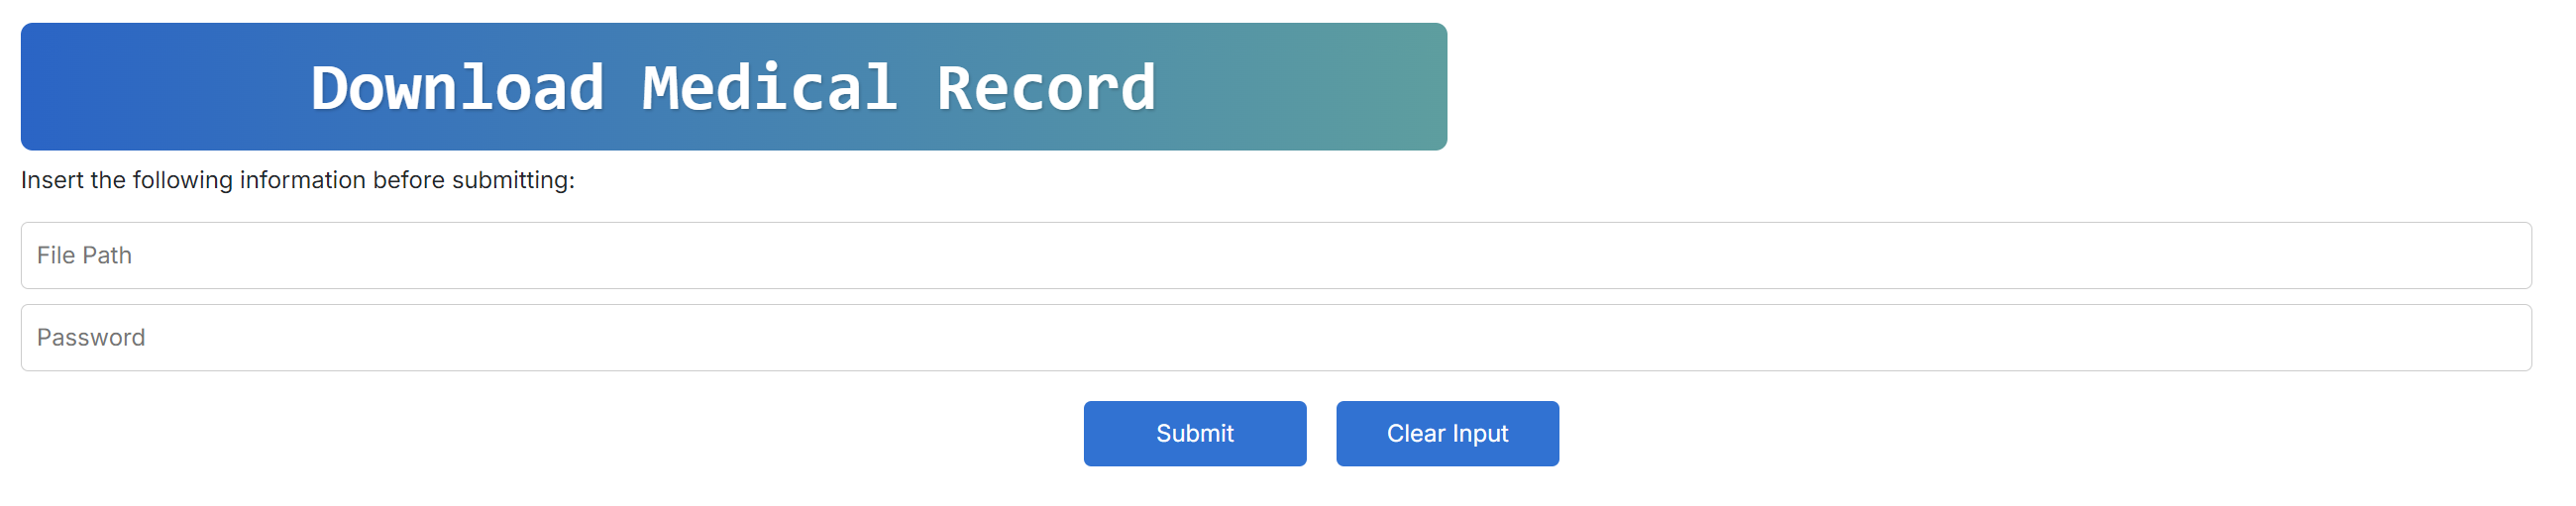 Download Medical Record
Insert the following information before submitting:
File Path
Password
Submit
Clear Input